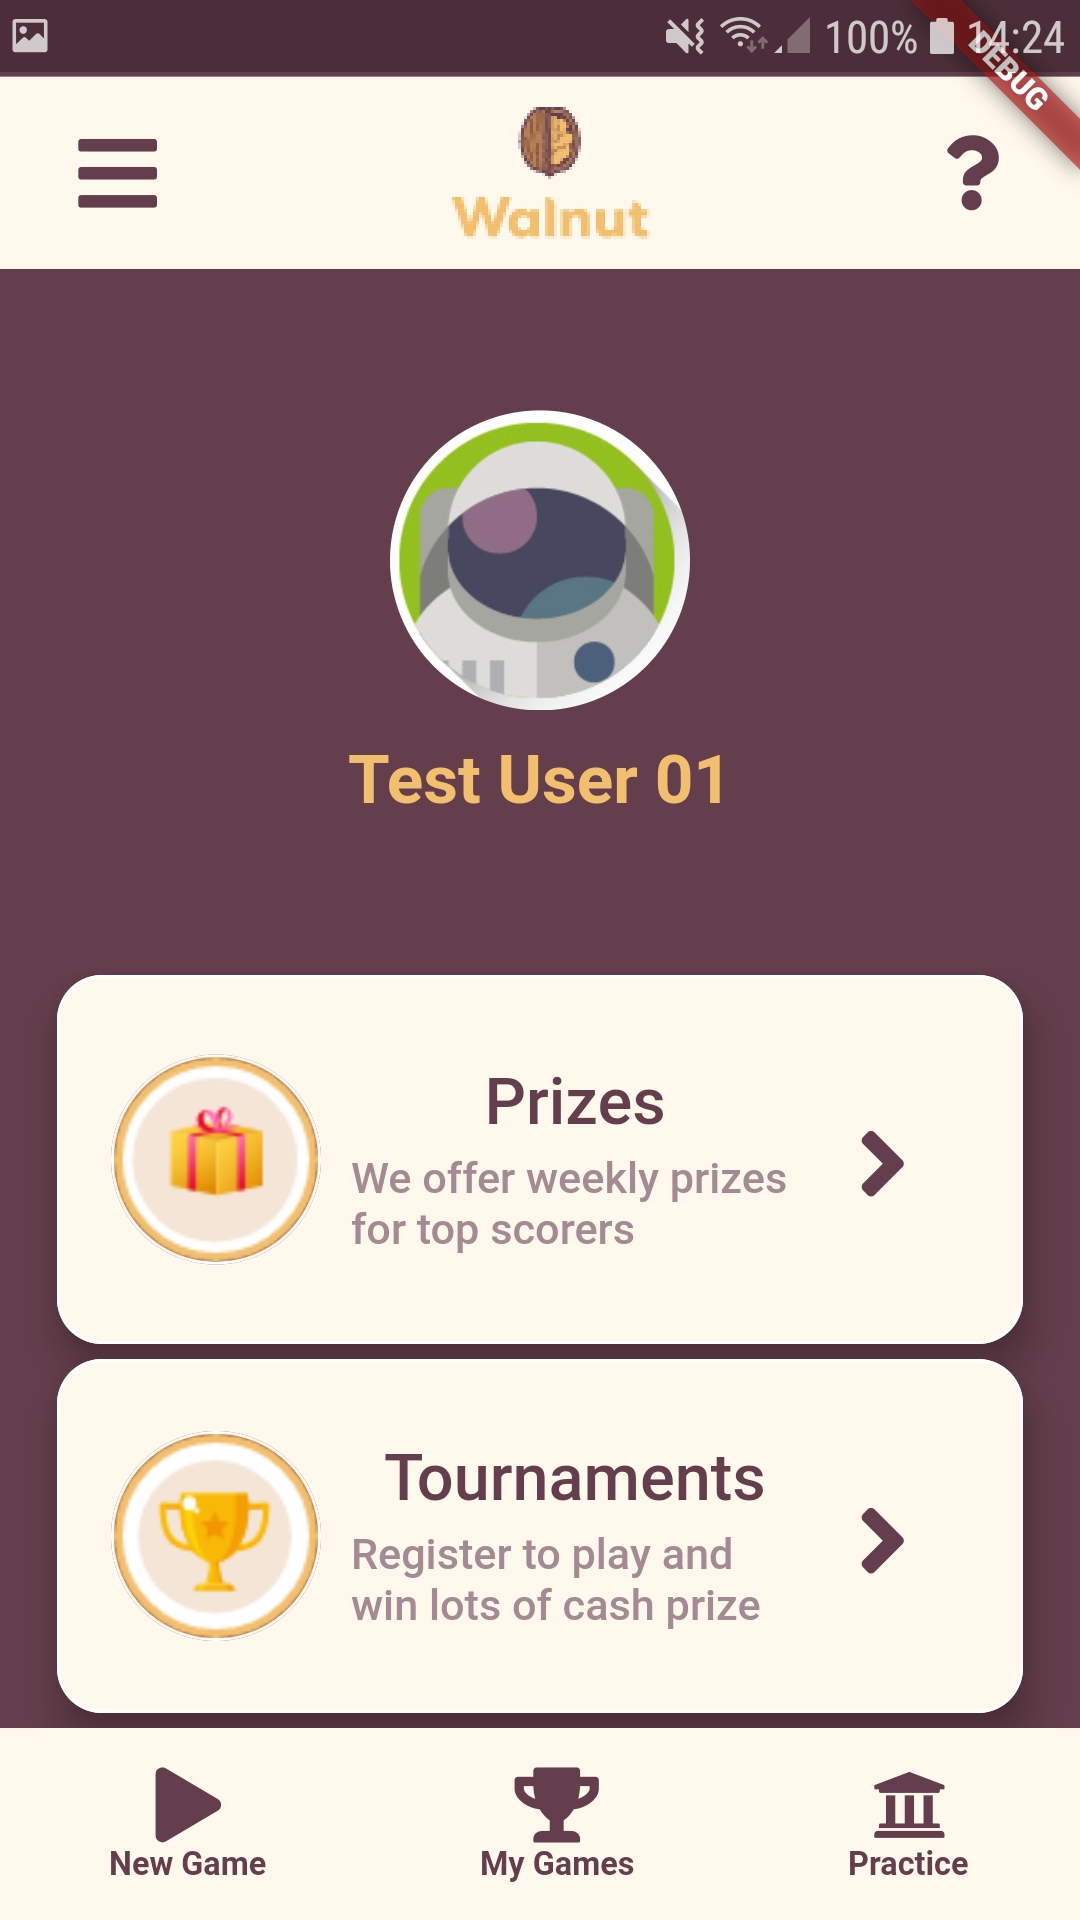 100% 14:24
DEBUG
Walnut
Test User 01
Prizes
We offer weekly prizes
for top scorers
Tournaments
Register to play and
win lots of cash prize
New Game
My Games
Practice